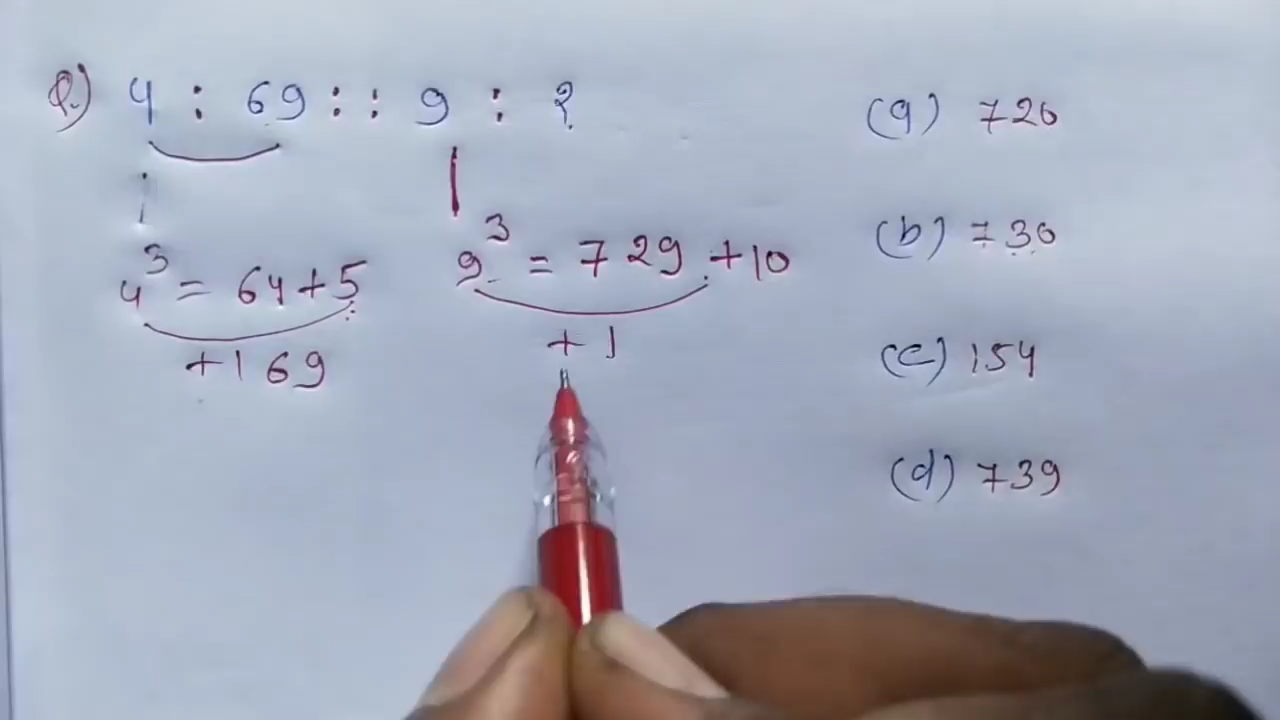 Q.) 4 : 69 :: 9 : ?
(a) 720
(b) 730
4³ = 64+5
9³ = 729 +10
+1 69
+1
(c) 154
(d) 739